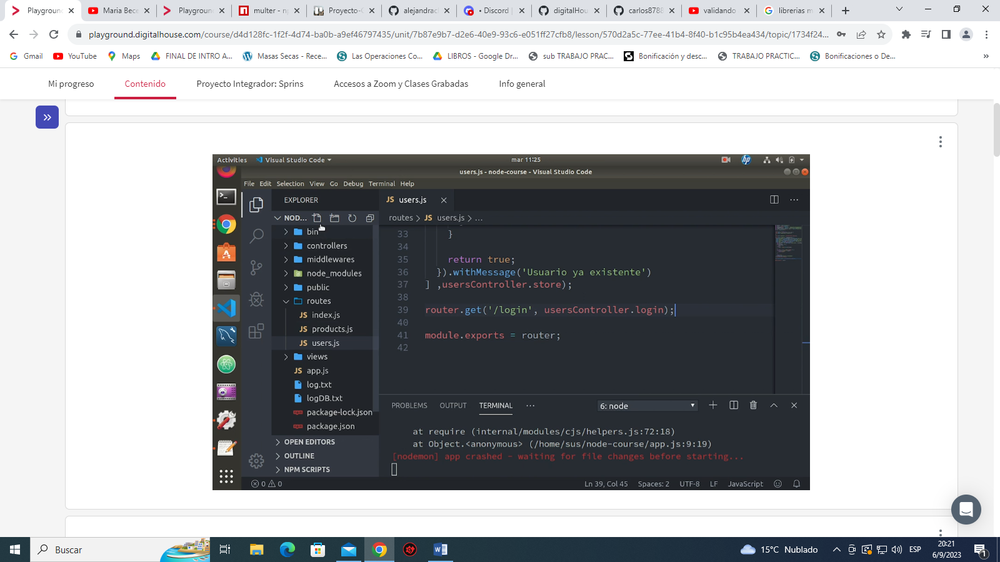 Playground
Maria Bece
Playground
multer - np
Proyecto-G
alejandrac
• Discord |
digitalHou
carlos8788
validando
librerias m
playground.digitalhouse.com/course/d4d128fc-1f2f-4d74-ba0b-a9ef46797435/unit/7b87e9b7-d2e6-40e9-93c6-e051ff27cfb8/lesson/570d2a5c-77ee-41b4-8f40-b1c95b4ea434/topic/1734f24...
Gmail
YouTube
Maps
FINAL DE INTRO A...
Masas Secas - Rece...
Las Operaciones Co...
LIBROS - Google Dr...
sub TRABAJO PRAC...
Bonificación y desc...
TRABAJO PRACTIC...
Bonificaciones o De...
»
Mi progreso
Contenido
Proyecto Integrador: Sprins
Accesos a Zoom y Clases Grabadas
Info general
Activities
Visual Studio Code
mar 11:25
users.js - node-course - Visual Studio Code
File Edit Selection View Go Debug Terminal Help
EXPLORER
JS users.js
NOD...
routes > JS users.js > ...
bin
controllers
middlewares
node_modules
public
routes
JS index.js
JS products.js
JS users.js
views
JS app.js
log.txt
logDB.txt
package-lock.json
package.json
OPEN EDITORS
OUTLINE
NPM SCRIPTS
33 }
34
35 return true;
36 }).withMessage('Usuario ya existente')
37 ] ,usersController.store);
38
39 router.get('/login', usersController.login);
40
41 module.exports = router;
42
PROBLEMS OUTPUT TERMINAL ...
6: node
at require (internal/modules/cjs/helpers.js:72:18)
at Object.<anonymous> (/home/sus/node-course/app.js:9:19)
[nodemon] app crashed - waiting for file changes before starting...
0 0
Ln 39, Col 45 Spaces: 2 UTF-8 LF JavaScript
Buscar
15°C Nublado
ESP
20:21
6/9/2023
1